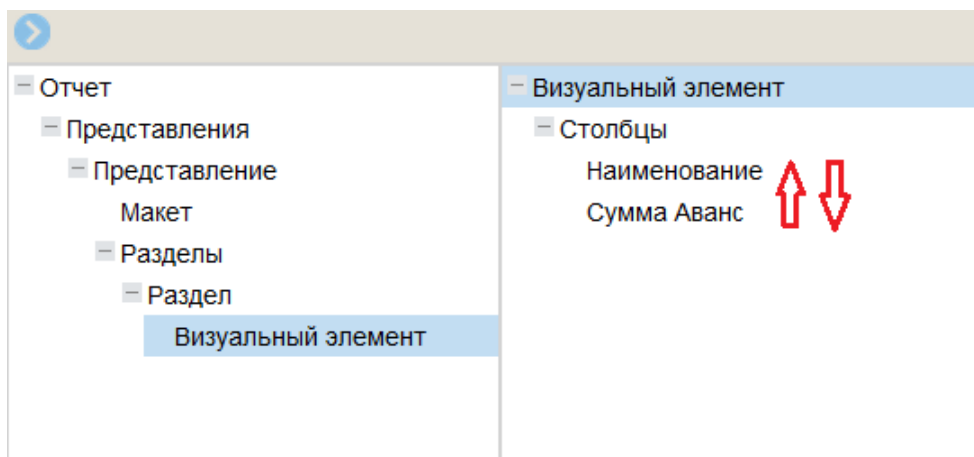 Отчет
Представления
Представление
Макет
Разделы
Раздел
Визуальный элемент
Визуальный элемент
Столбцы
Наименование
Сумма Аванс